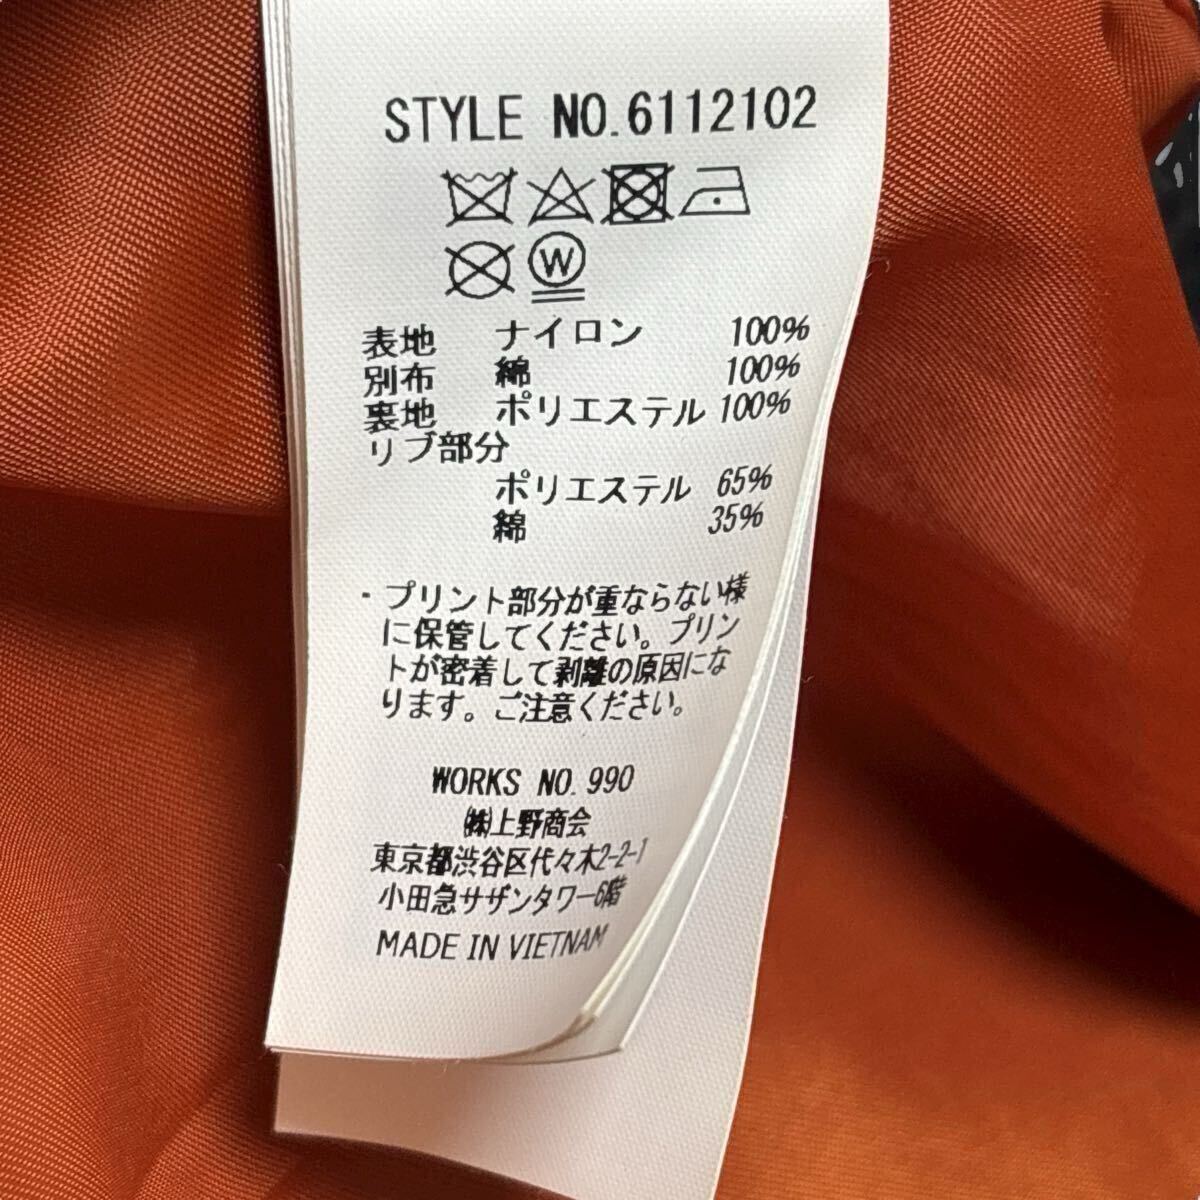 STYLE NO.6112102
W
表地 ナイロン 100%
別布 綿 100%
裏地 ポリエステル 100%
リブ部分
ポリエステル 65%
綿 35%
・プリント部分が重ならない様
に保管してください。プリン
トが密着して剥離の原因にな
ります。ご注意ください。
WORKS NO.990
㈱上野商会
東京都渋谷区代々木2-2-1
小田急サザンタワー6階
MADE IN VIETNAM